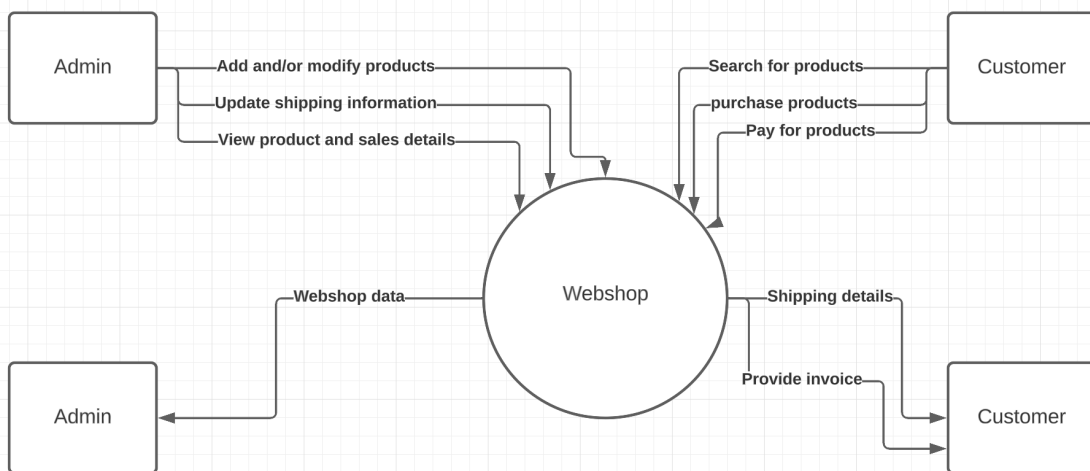 Admin
Add and/or modify products
Update shipping information
View product and sales details
Search for products
purchase products
Pay for products
Customer
Webshop
Webshop data
Shipping details
Provide invoice
Admin
Customer